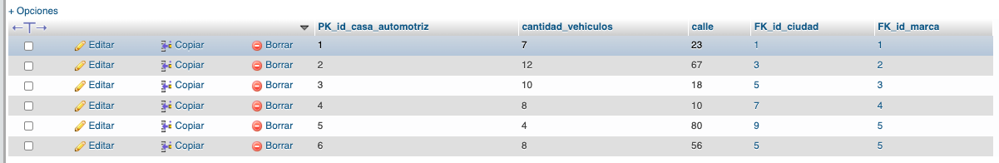 + Opciones
←T→ PK_id_casa_automotriz cantidad_vehiculos calle FK_id_ciudad FK_id_marca
Editar Copiar Borrar 1 7 23 1 1
Editar Copiar Borrar 2 12 67 3 2
Editar Copiar Borrar 3 10 18 5 3
Editar Copiar Borrar 4 8 10 7 4
Editar Copiar Borrar 5 4 80 9 5
Editar Copiar Borrar 6 8 56 5 5